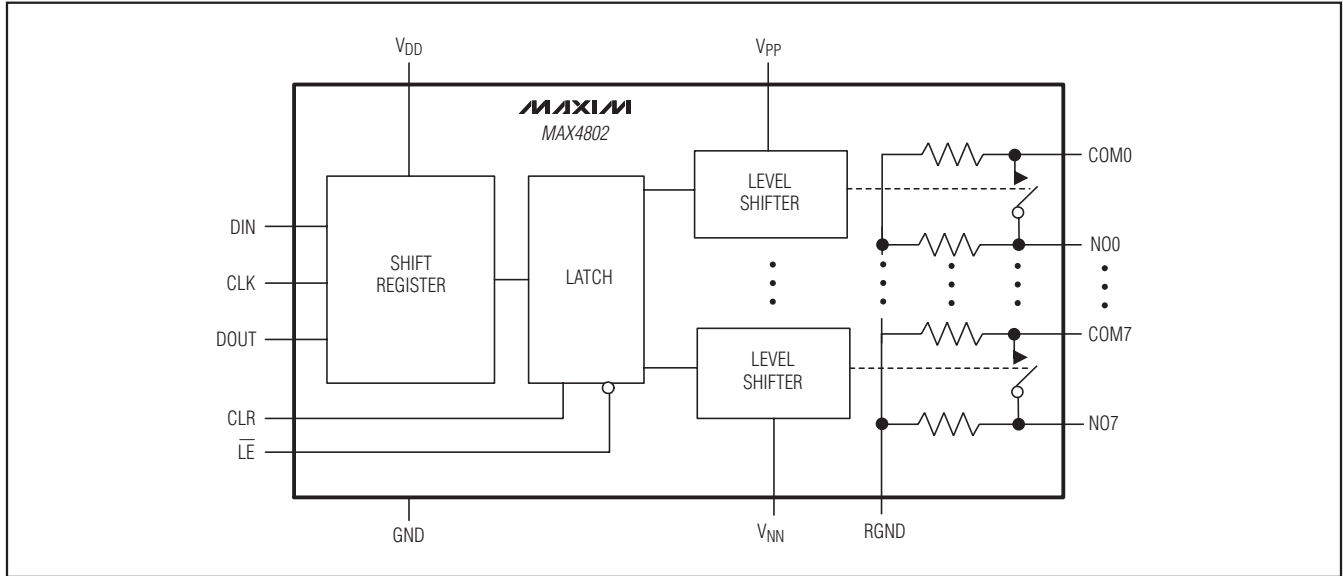 VDD
VPP
MAXIM
MAX4802
COM0
LEVEL
SHIFTER
DIN
NO0
SHIFT
REGISTER
LATCH
CLK
DOUT
COM7
LEVEL
SHIFTER
CLR
NO7
LE
GND
VNN
RGND